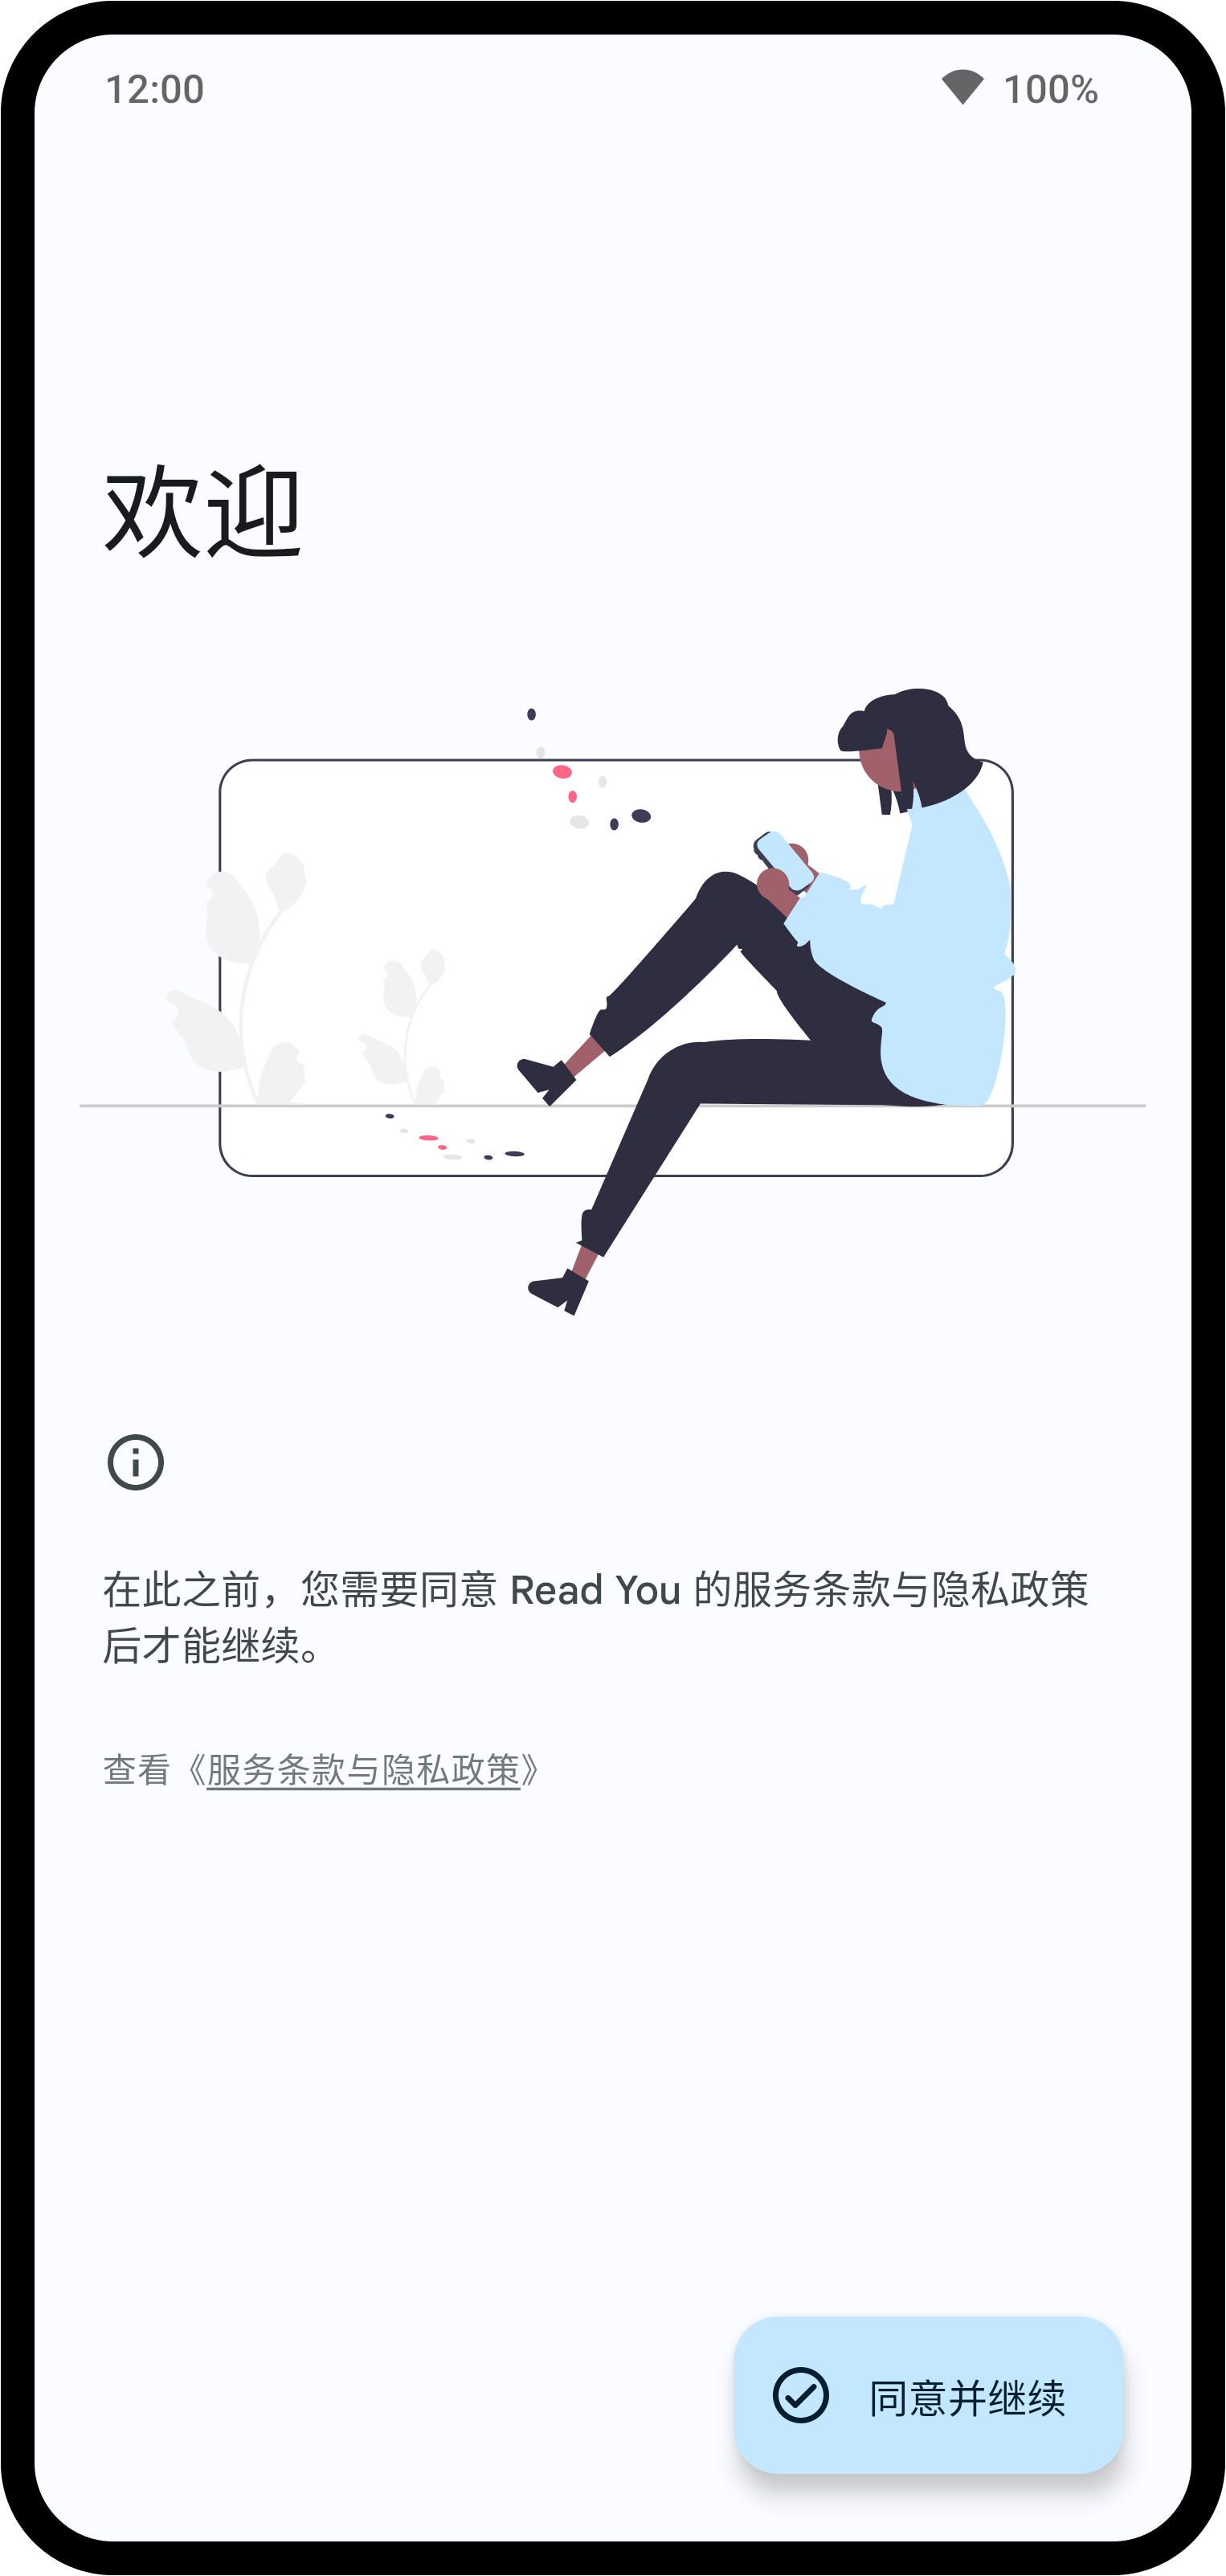 12:00 100%
欢迎
在此之前，您需要同意 Read You 的服务条款与隐私政策
后才能继续。
查看《服务条款与隐私政策》
同意并继续